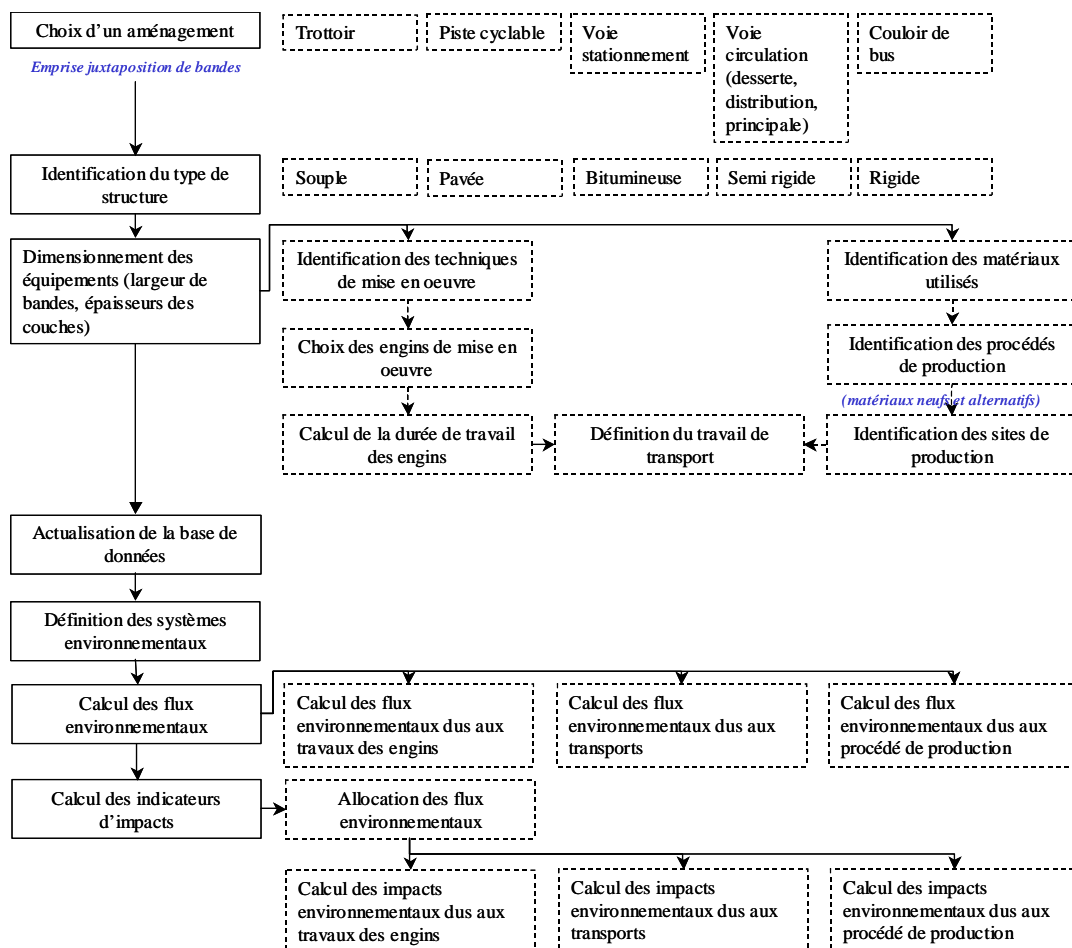 Choix d'un aménagement
Trottoir
Piste cyclable
Voie
stationnement
Voie
circulation
(desserte,
distribution,
principale)
Couloir de
bus
Emprise juxtaposition de bandes
Identification du type de
structure
Souple
Pavée
Bitumineuse
Semi rigide
Rigide
Dimensionnement des
équipements (largeur de
bandes, épaisseurs des
couches)
Identification des techniques
de mise en oeuvre
Identification des matériaux
utilisés
Choix des engins de mise en
oeuvre
Identification des procédés
de production
(matériaux neufs et alternatifs)
Calcul de la durée de travail
des engins
Définition du travail de
transport
Identification des sites de
production
Actualisation de la base de
données
Définition des systèmes
environnementaux
Calcul des flux
environnementaux
Calcul des flux
environnementaux dus aux
travaux des engins
Calcul des flux
environnementaux dus aux
transports
Calcul des flux
environnementaux dus aux
procédé de production
Calcul des indicateurs
d'impacts
Allocation des flux
environnementaux
Calcul des impacts
environnementaux dus aux
travaux des engins
Calcul des impacts
environnementaux dus aux
transports
Calcul des impacts
environnementaux dus aux
procédé de production